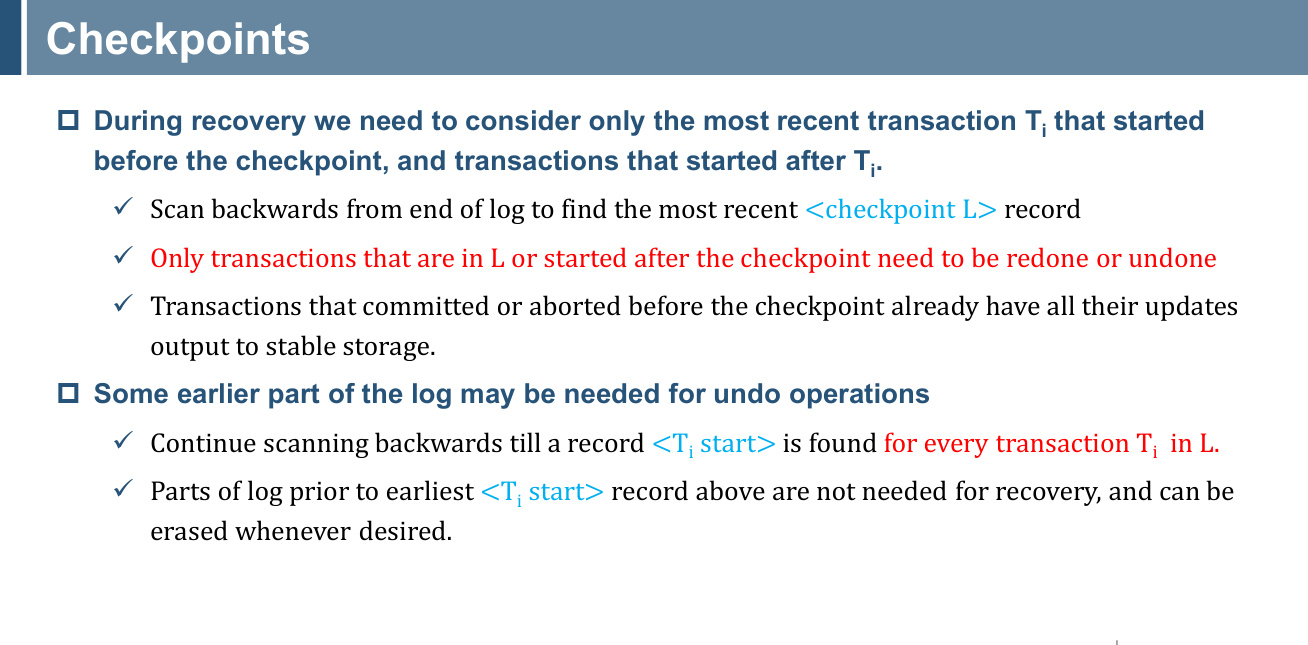 Checkpoints
During recovery we need to consider only the most recent transaction Ti that started
before the checkpoint, and transactions that started after Ti.
Scan backwards from end of log to find the most recent <checkpoint L> record
Only transactions that are in L or started after the checkpoint need to be redone or undone
Transactions that committed or aborted before the checkpoint already have all their updates
output to stable storage.
Some earlier part of the log may be needed for undo operations
Continue scanning backwards till a record <Ti start> is found for every transaction Ti in L.
Parts of log prior to earliest <Ti start> record above are not needed for recovery, and can be
erased whenever desired.